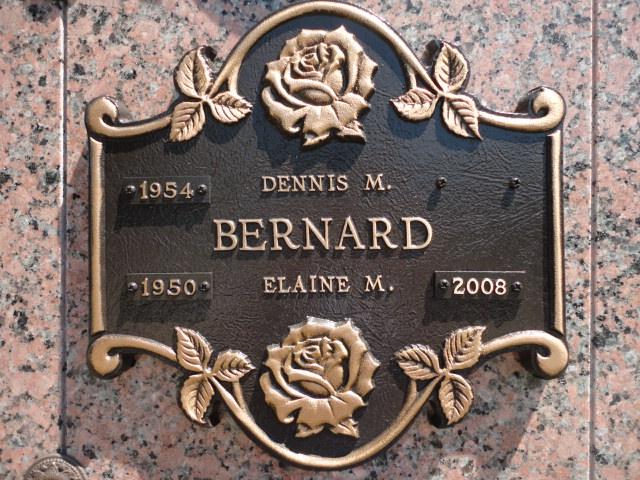 1954 DENNIS M.
BERNARD
1950 ELAINE M. 2008